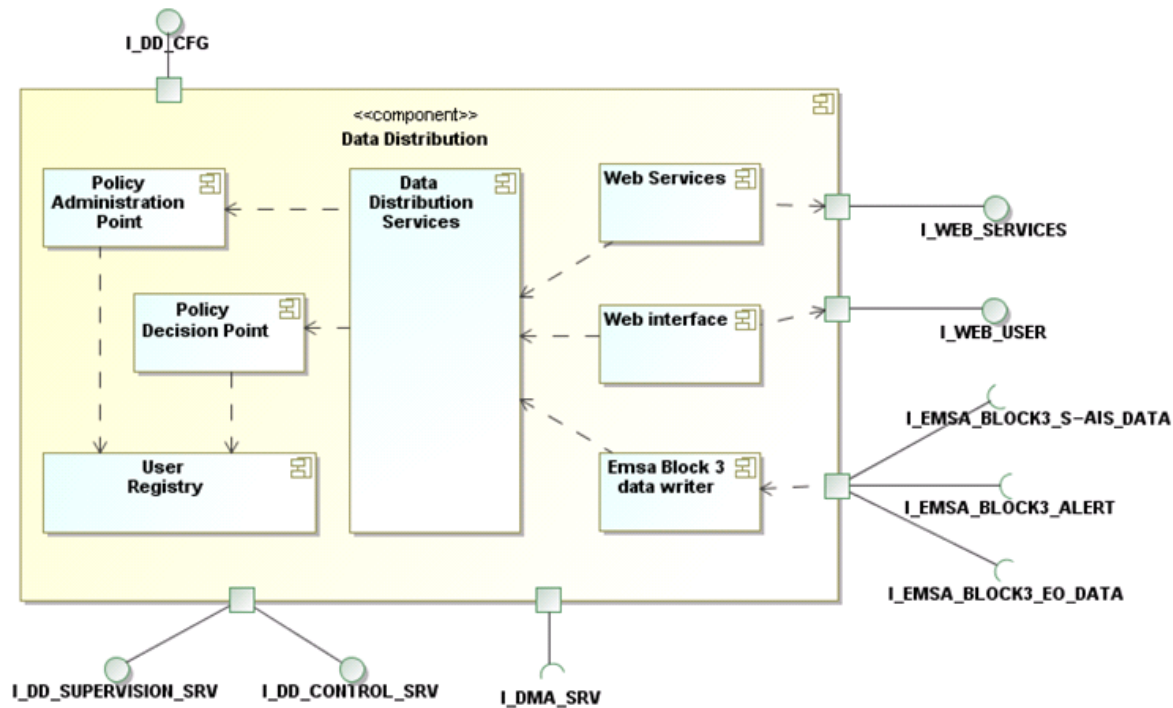 I_DD_CFG
<<component>>
Data Distribution
Policy
Administration
Point
Data
Distribution
Services
Web Services
I_WEB_SERVICES
Policy
Decision Point
Web interface
I_WEB_USER
I_EMSA_BLOCK3_S-AIS_DATA
User
Registry
Emsa Block 3
data writer
I_EMSA_BLOCK3_ALERT
I_EMSA_BLOCK3_EO_DATA
I_DD_SUPERVISION_SRV
I_DD_CONTROL_SRV
I_DMA_SRV